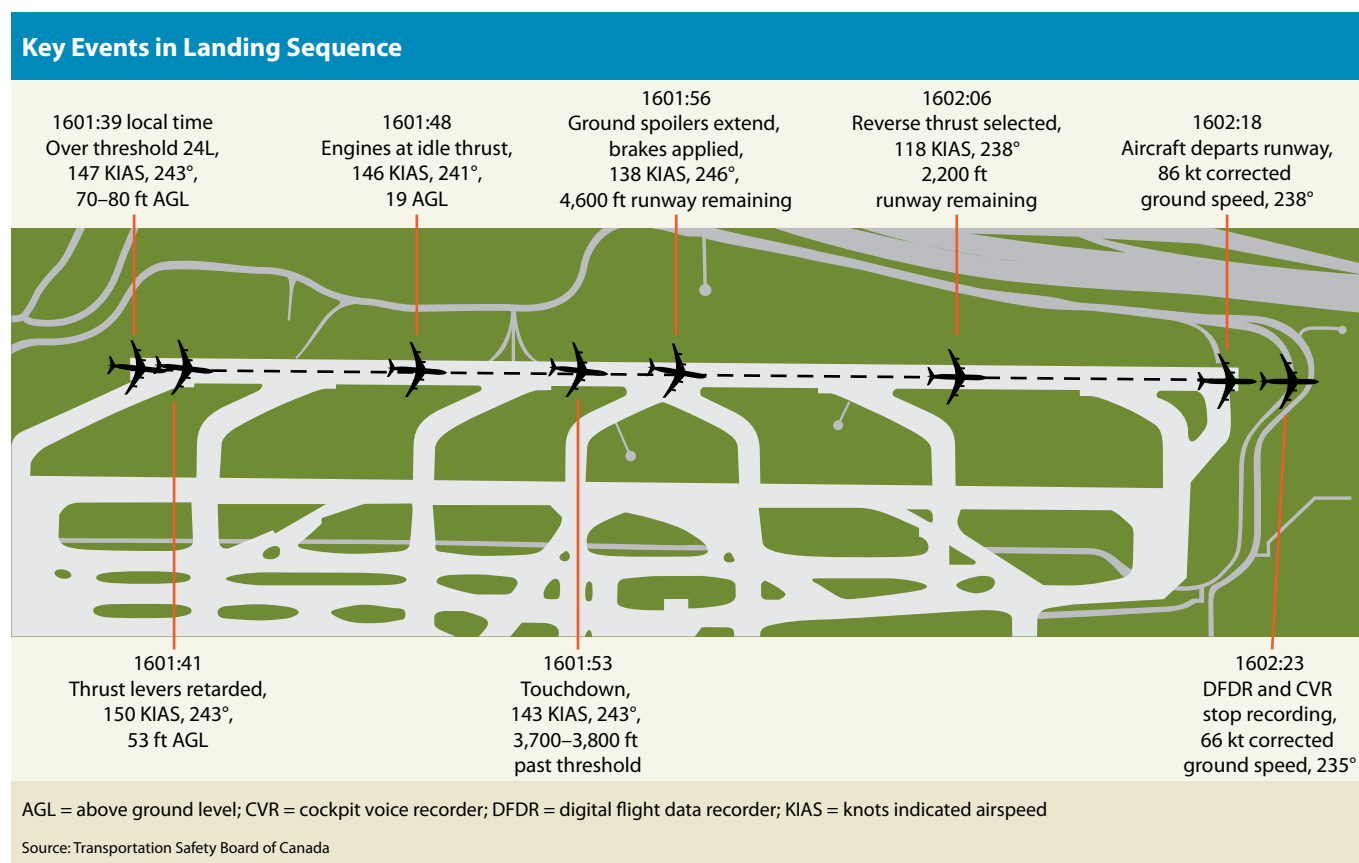 Key Events in Landing Sequence
1601:39 local time
Over threshold 24L,
147 KIAS, 243°,
70–80 ft AGL
1601:48
Engines at idle thrust,
146 KIAS, 241°,
19 AGL
1601:56
Ground spoilers extend,
brakes applied,
138 KIAS, 246°,
4,600 ft runway remaining
1602:06
Reverse thrust selected,
118 KIAS, 238°
2,200 ft
runway remaining
1602:18
Aircraft departs runway,
86 kt corrected
ground speed, 238°
1601:41
Thrust levers retarded,
150 KIAS, 243°,
53 ft AGL
1601:53
Touchdown,
143 KIAS, 243°,
3,700–3,800 ft
past threshold
1602:23
DFDR and CVR
stop recording,
66 kt corrected
ground speed, 235°
AGL = above ground level; CVR = cockpit voice recorder; DFDR = digital flight data recorder; KIAS = knots indicated airspeed
Source: Transportation Safety Board of Canada